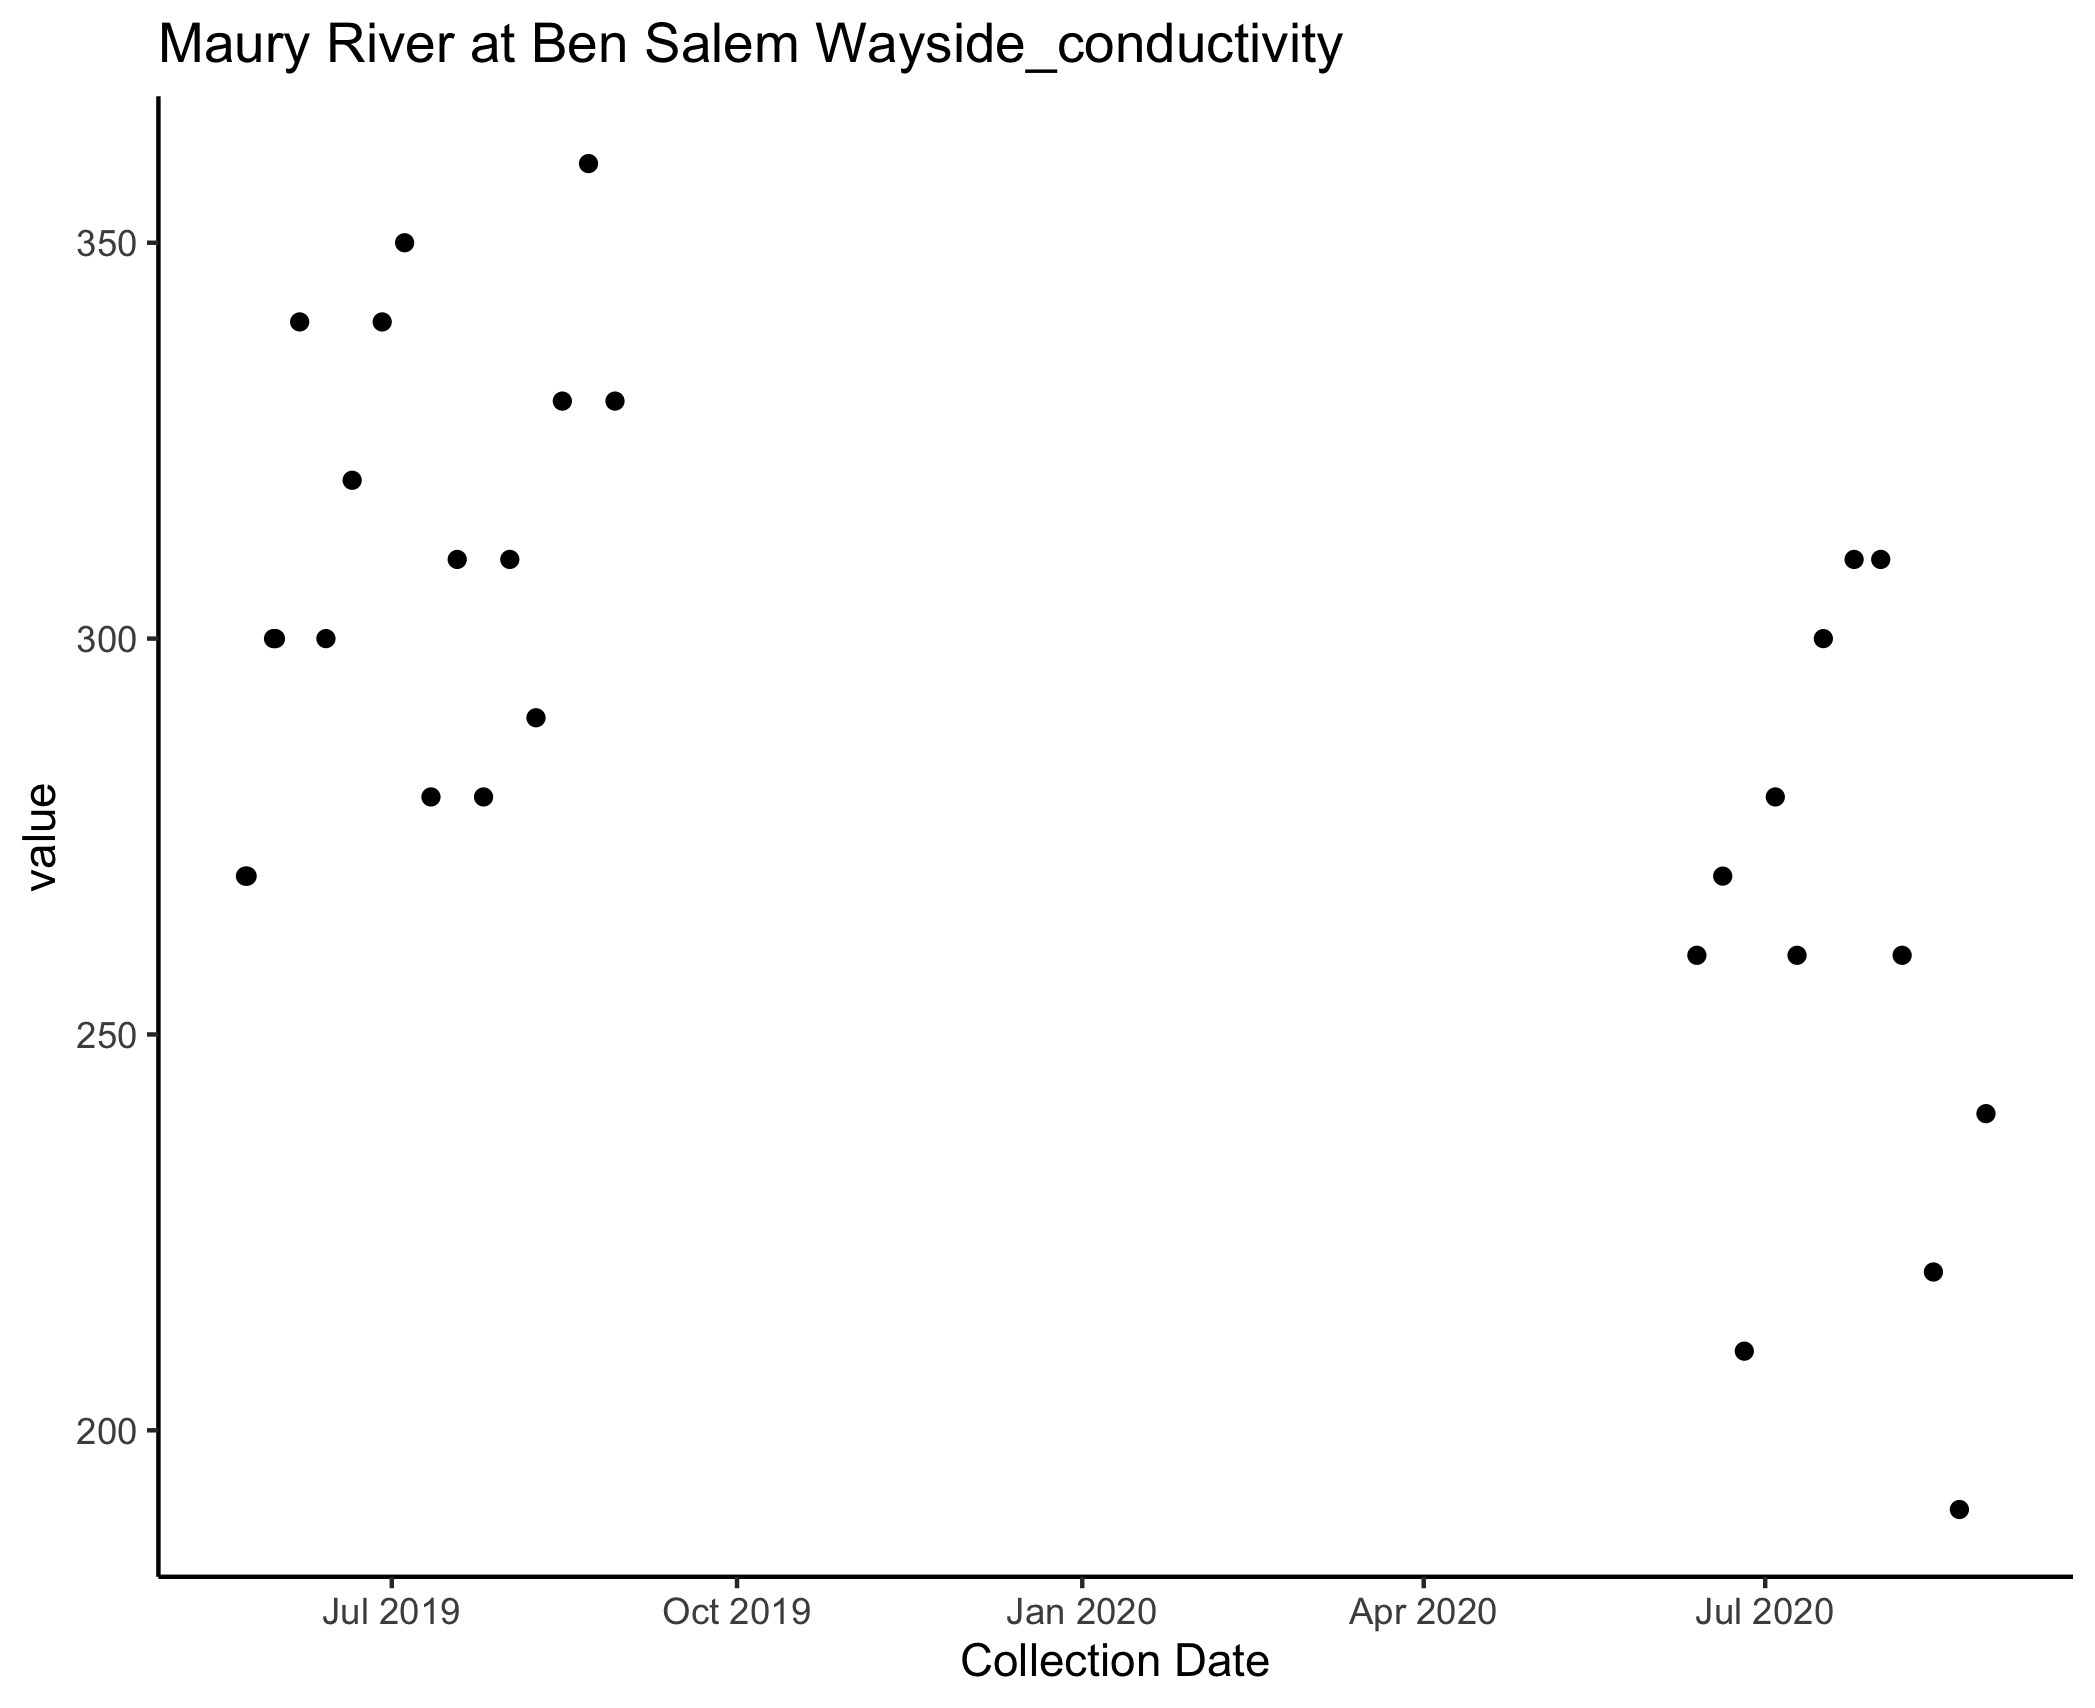 Maury River at Ben Salem Wayside_conductivity
350
300
250
200
value
Jul 2019 Oct 2019 Jan 2020 Apr 2020 Jul 2020
Collection Date